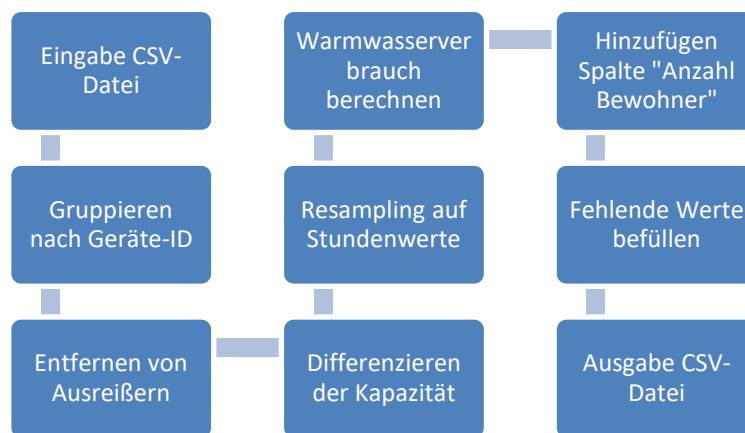 Eingabe CSV-
Datei
Gruppieren
nach Geräte-ID
Entfernen von
Ausreißern
Differenzieren
der Kapazität
Resampling auf
Stundenwerte
Warmwasserver
brauch
berechnen
Hinzufügen
Spalte "Anzahl
Bewohner"
Fehlende Werte
befüllen
Ausgabe CSV-
Datei